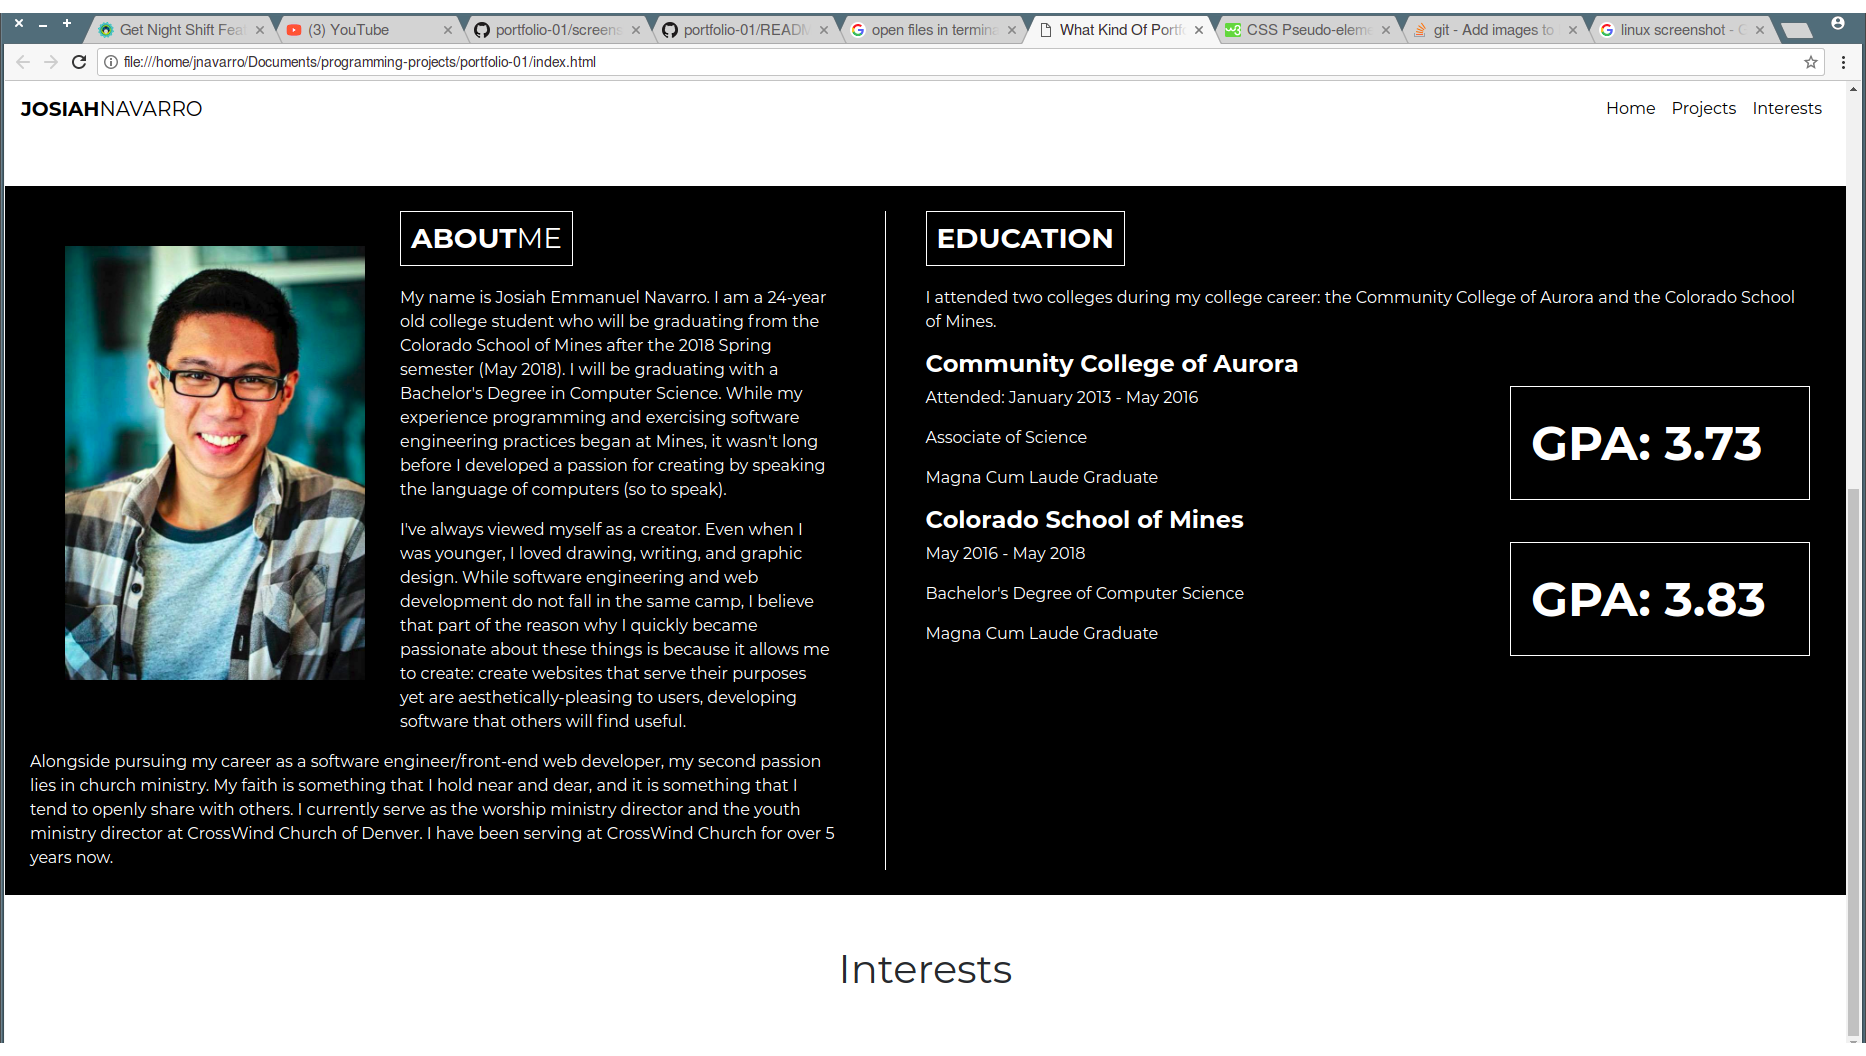 Get Night Shift Fea
(3) YouTube
portfolio-01/screens
portfolio-01/READM
open files in termina
What Kind Of Portf
CSS Pseudo-eleme
git - Add images to
linux screenshot - G
file:///home/jnavarro/Documents/programming-projects/portfolio-01/index.html
JOSIAHNAVARRO
Home Projects Interests
ABOUTME
My name is Josiah Emmanuel Navarro. I am a 24-year
old college student who will be graduating from the
Colorado School of Mines after the 2018 Spring
semester (May 2018). I will be graduating with a
Bachelor's Degree in Computer Science. While my
experience programming and exercising software
engineering practices began at Mines, it wasn't long
before I developed a passion for creating by speaking
the language of computers (so to speak).
I've always viewed myself as a creator. Even when I
was younger, I loved drawing, writing, and graphic
design. While software engineering and web
development do not fall in the same camp, I believe
that part of the reason why I quickly became
passionate about these things is because it allows me
to create: create websites that serve their purposes
yet are aesthetically-pleasing to users, developing
software that others will find useful.
Alongside pursuing my career as a software engineer/front-end web developer, my second passion
lies in church ministry. My faith is something that I hold near and dear, and it is something that I
tend to openly share with others. I currently serve as the worship ministry director and the youth
ministry director at CrossWind Church of Denver. I have been serving at CrossWind Church for over 5
years now.
EDUCATION
I attended two colleges during my college career: the Community College of Aurora and the Colorado School
of Mines.
Community College of Aurora
Attended: January 2013 - May 2016
Associate of Science
Magna Cum Laude Graduate
GPA: 3.73
Colorado School of Mines
May 2016 - May 2018
Bachelor's Degree of Computer Science
Magna Cum Laude Graduate
GPA: 3.83
Interests